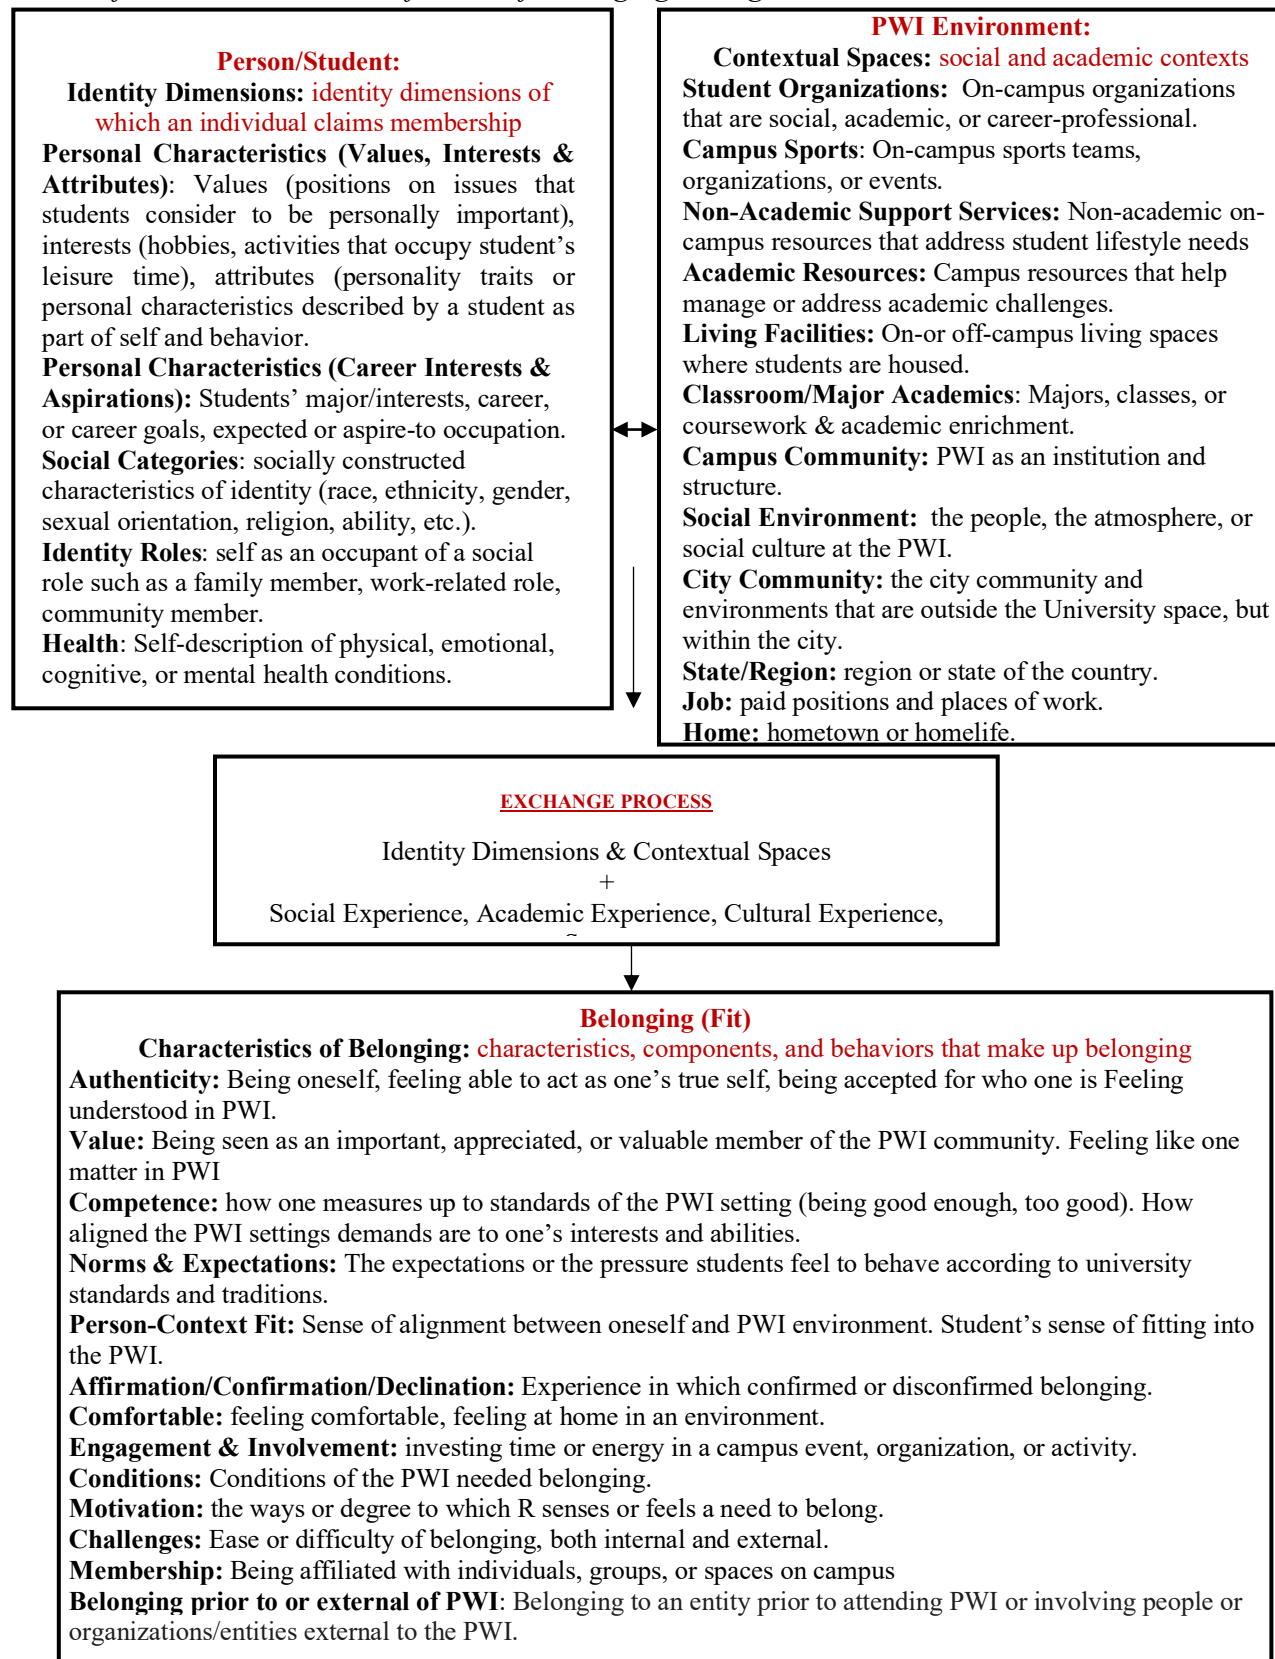 Person/Student:
Identity Dimensions: identity dimensions of
which an individual claims membership
Personal Characteristics (Values, Interests &
Attributes): Values (positions on issues that
students consider to be personally important),
interests (hobbies, activities that occupy student's
leisure time), attributes (personality traits or
personal characteristics described by a student as
part of self and behavior.
Personal Characteristics (Career Interests &
Aspirations): Students' major/interests, career,
or career goals, expected or aspire-to occupation.
Social Categories: socially constructed
characteristics of identity (race, ethnicity, gender,
sexual orientation, religion, ability, etc.).
Identity Roles: self as an occupant of a social
role such as a family member, work-related role,
community member.
Health: Self-description of physical, emotional,
cognitive, or mental health conditions.
PWI Environment:
Contextual Spaces: social and academic contexts
Student Organizations: On-campus organizations
that are social, academic, or career-professional.
Campus Sports: On-campus sports teams,
organizations, or events.
Non-Academic Support Services: Non-academic on-
campus resources that address student lifestyle needs
Academic Resources: Campus resources that help
manage or address academic challenges.
Living Facilities: On-or off-campus living spaces
where students are housed.
Classroom/Major Academics: Majors, classes, or
coursework & academic enrichment.
Campus Community: PWI as an institution and
structure.
Social Environment: the people, the atmosphere, or
social culture at the PWI.
City Community: the city community and
environments that are outside the University space, but
within the city.
State/Region: region or state of the country.
Job: paid positions and places of work.
Home: hometown or homelife.
EXCHANGE PROCESS
Identity Dimensions & Contextual Spaces
+
Social Experience, Academic Experience, Cultural Experience,
Belonging (Fit)
Characteristics of Belonging: characteristics, components, and behaviors that make up belonging
Authenticity: Being oneself, feeling able to act as one's true self, being accepted for who one is Feeling
understood in PWI.
Value: Being seen as an important, appreciated, or valuable member of the PWI community. Feeling like one
matter in PWI
Competence: how one measures up to standards of the PWI setting (being good enough, too good). How
aligned the PWI settings demands are to one's interests and abilities.
Norms & Expectations: The expectations or the pressure students feel to behave according to university
standards and traditions.
Person-Context Fit: Sense of alignment between oneself and PWI environment. Student's sense of fitting into
the PWI.
Affirmation/Confirmation/Declination: Experience in which confirmed or disconfirmed belonging.
Comfortable: feeling comfortable, feeling at home in an environment.
Engagement & Involvement: investing time or energy in a campus event, organization, or activity.
Conditions: Conditions of the PWI needed belonging.
Motivation: the ways or degree to which R senses or feels a need to belong.
Challenges: Ease or difficulty of belonging, both internal and external.
Membership: Being affiliated with individuals, groups, or spaces on campus
Belonging prior to or external of PWI: Belonging to an entity prior to attending PWI or involving people or
organizations/entities external to the PWI.